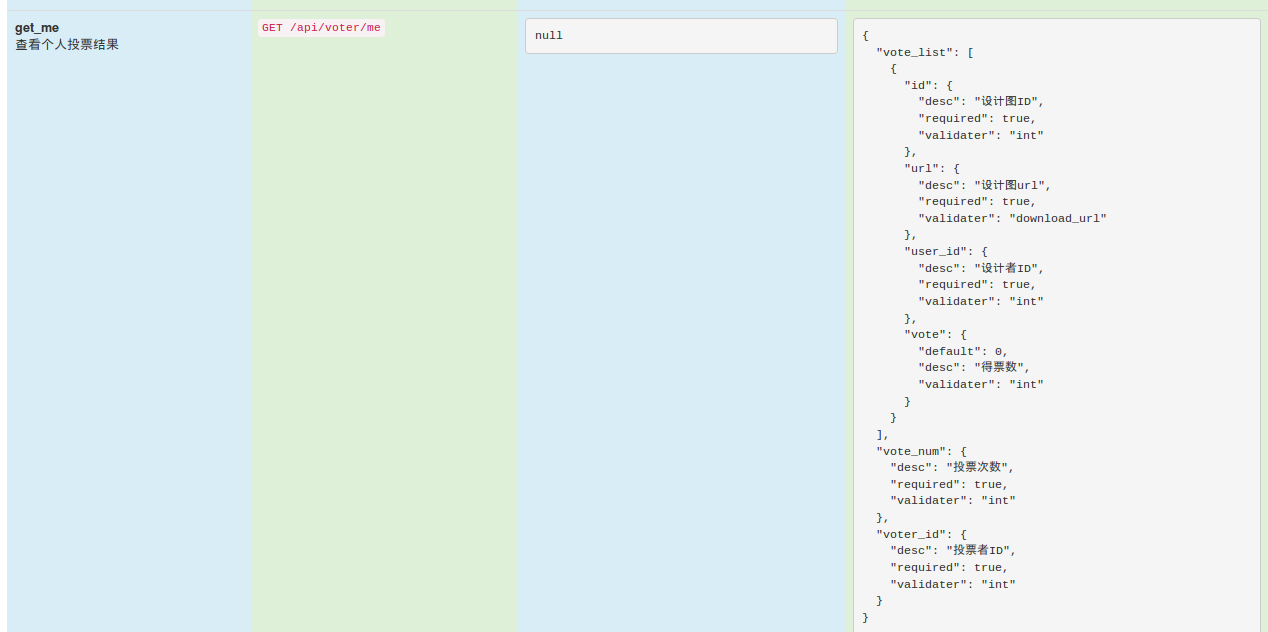 get_me
查看个人投票结果
GET /api/voter/me
null
{
  "vote_list": [
    {
      "id": {
        "desc": "设计图ID",
        "required": true,
        "validater": "int"
      },
      "url": {
        "desc": "设计图url",
        "required": true,
        "validater": "download_url"
      },
      "user_id": {
        "desc": "设计者ID",
        "required": true,
        "validater": "int"
      },
      "vote": {
        "default": 0,
        "desc": "得票数",
        "validater": "int"
      }
    }
  ],
  "vote_num": {
    "desc": "投票次数",
    "required": true,
    "validater": "int"
  },
  "voter_id": {
    "desc": "投票者ID",
    "required": true,
    "validater": "int"
  }
}